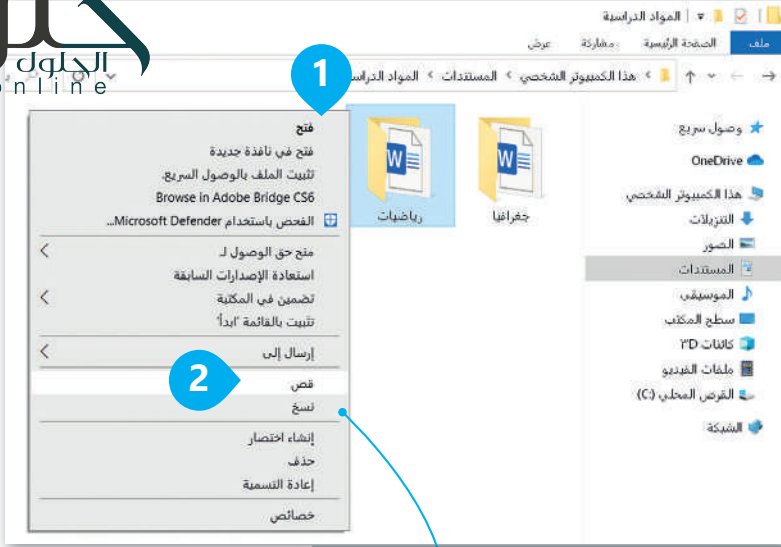 المواد الدراسية
ملف الصفحة الرئيسية مشاركة عرض
هذا الكمبيوتر الشخصي > المستندات > المواد الدراسـ
الحلول
online
وصول سريع
OneDrive
هذا الكمبيوتر الشخصي
التنزيلات
الصور
المستندات
الموسيقى
سطح المكتب
كائنات ٣D
ملفات الفيديو
القرص المحلي (C:)
الشبكة
جغرافيا
رياضيات
W
W
1
فتح
فتح في نافذة جديدة
تثبيت الملف بالوصول السريع.
Browse in Adobe Bridge CS6
الفحص باستخدام Microsoft Defender...
منح حق الوصول لـ
استعادة الإصدارات السابقة
تضمين في المكتبة
تثبيت بالقائمة "ابدأ"
إرسال إلى
2
قص
نسخ
إنشاء اختصار
حذف
إعادة التسمية
خصائص